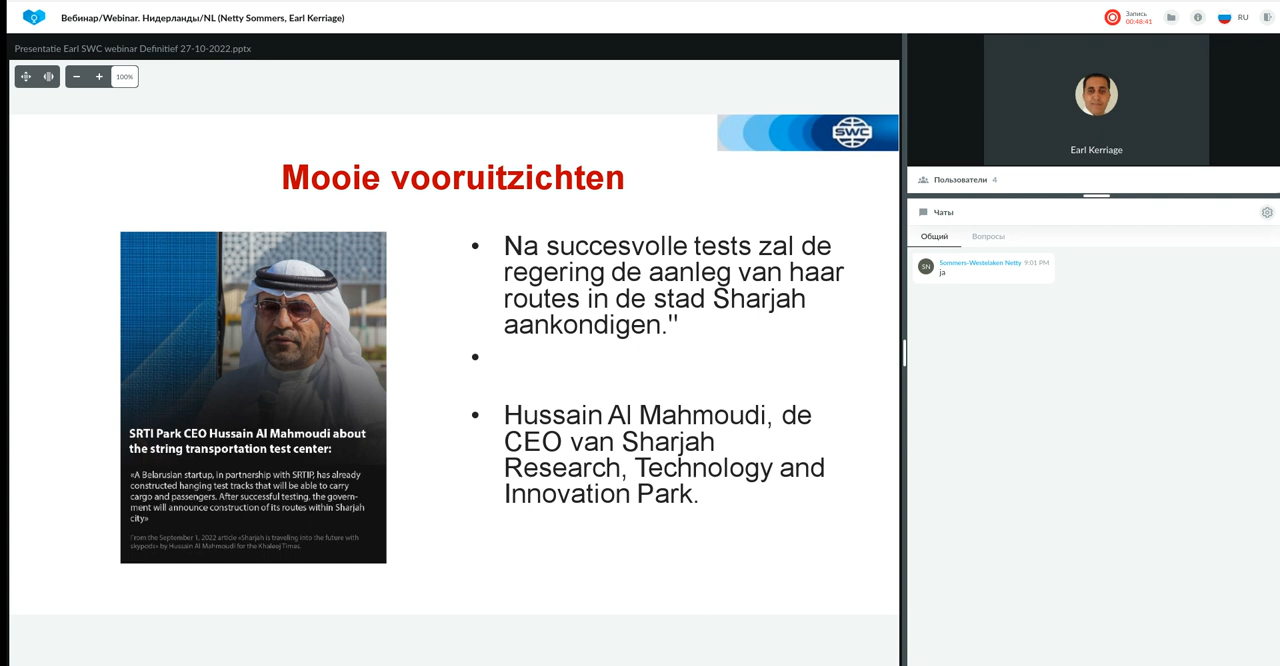 Вебинар/Webinar. Нидерланды/NL (Netty Sommers, Earl Kerriage)
Запись
00:48:41
RU
Presentatie Earl SWC webinar Definitief 27-10-2022.pptx
100%
SWC
Mooie vooruitzichten
SRTI Park CEO Hussain Al Mahmoudi about
the string transportation test center:
«A Belarusian startup, in partnership with SRTIP, has already
constructed hanging test tracks that will be able to carry
cargo and passengers. After successful testing, the govern-
ment will announce construction of its routes within Sharjah
city»
From the September 1, 2022 article «Sharjah is traveling into the future with
skypods» by Hussain Al Mahmoudi for the Khaleej Times.
• Na succesvolle tests zal de
regering de aanleg van haar
routes in de stad Sharjah
aankondigen."
•
• Hussain Al Mahmoudi, de
CEO van Sharjah
Research, Technology and
Innovation Park.
Earl Kerriage
Пользователи 4
Чаты
Общий Вопросы
SN
Sommers-Westelaken Netty 9:01 PM
ja